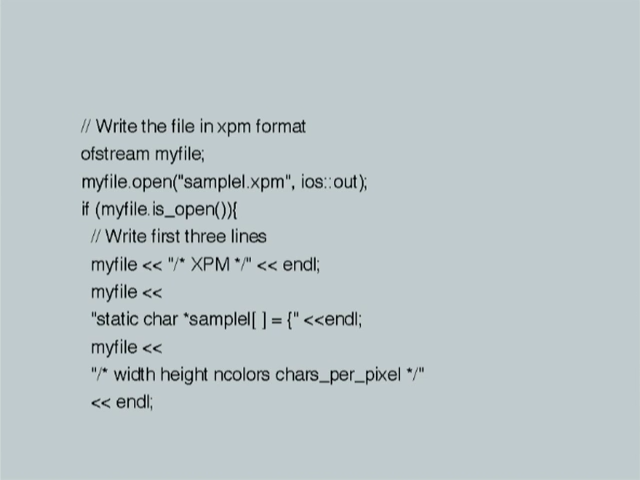 // Write the file in xpm format
ofstream myfile;
myfile.open("samplel.xpm", ios::out);
if (myfile.is_open()){
// Write first three lines
myfile << "/* XPM */" << endl;
myfile <<
"static char *samplel[ ] = {" <<endl;
myfile <<
"/* width height ncolors chars_per_pixel */"
<< endl;